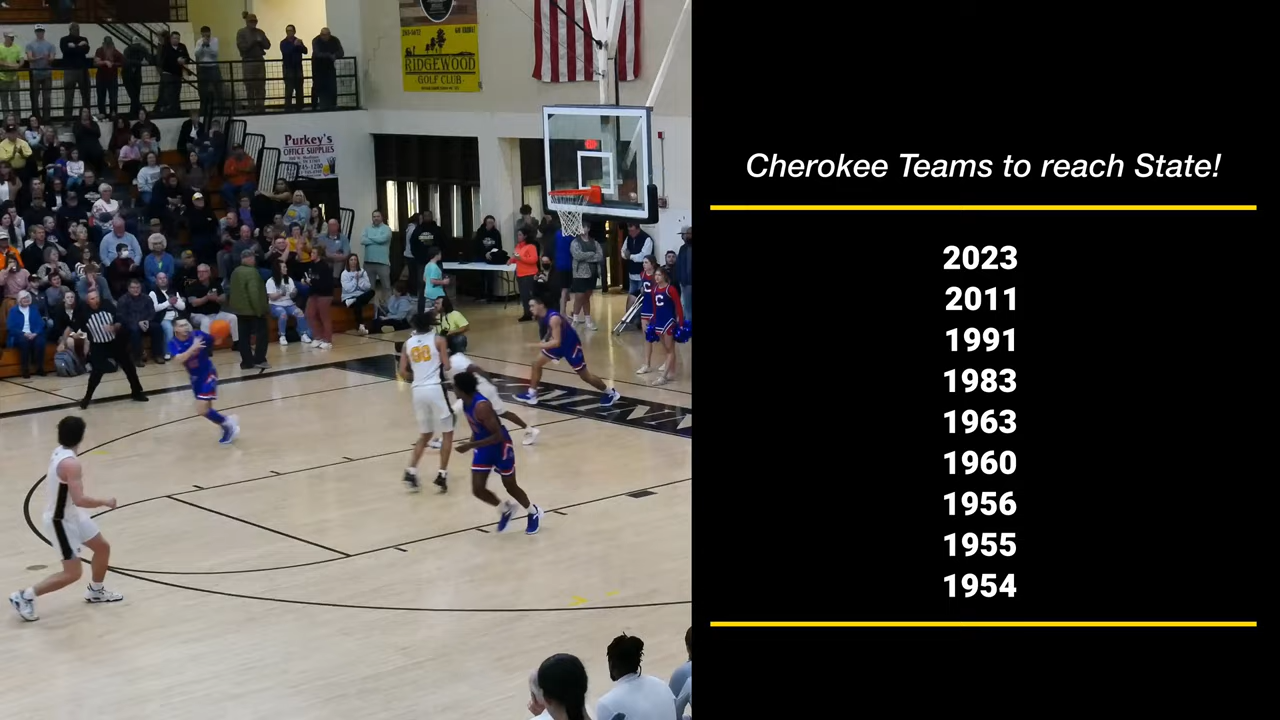 RIDGEWOOD
GOLF CLUB
Purkey's
OFFICE SUPPLIES
C
C
00
Cherokee Teams to reach State!
2023
2011
1991
1983
1963
1960
1956
1955
1954